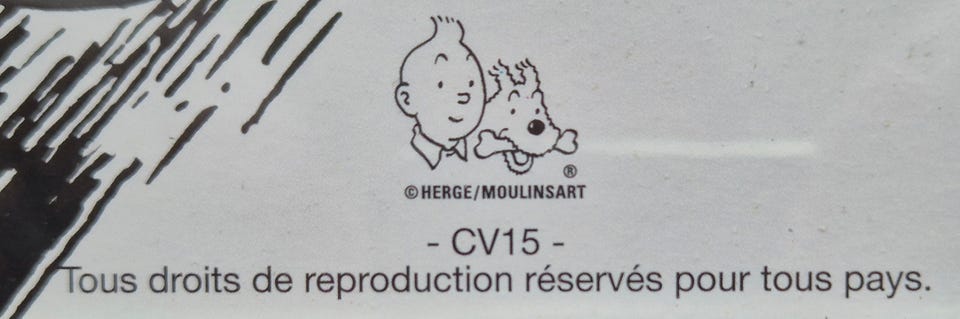 ®
© HERGE/MOULINSART
- CV15 -
Tous droits de reproduction réservés pour tous pays.